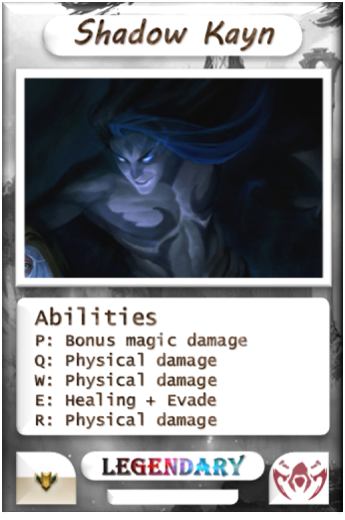 Shadow Kayn
Abilities
P: Bonus magic damage
Q: Physical damage
W: Physical damage
E: Healing + Evade
R: Physical damage
LEGENDARY